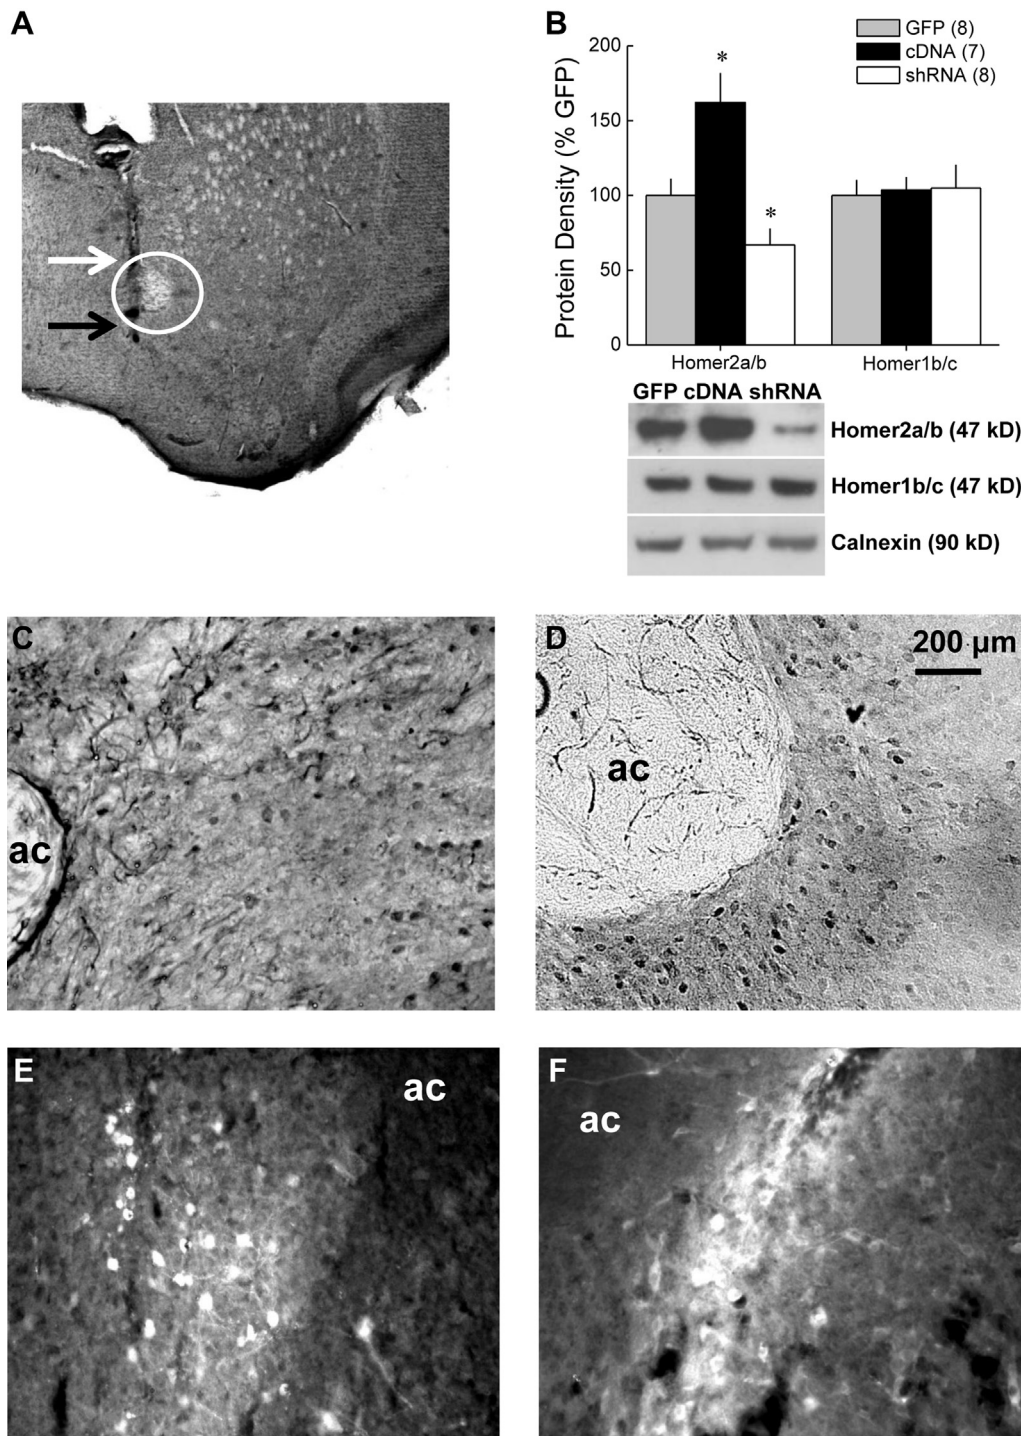 A
B
GFP (8)
cDNA (7)
shRNA (8)
Protein Density (% GFP)
200
150
100
50
0
*
*
Homer2a/b
Homer1b/c
GFP cDNA shRNA
Homer2a/b (47 kD)
Homer1b/c (47 kD)
Calnexin (90 kD)
C
ac
D
200 µm
ac
E
ac
F
ac